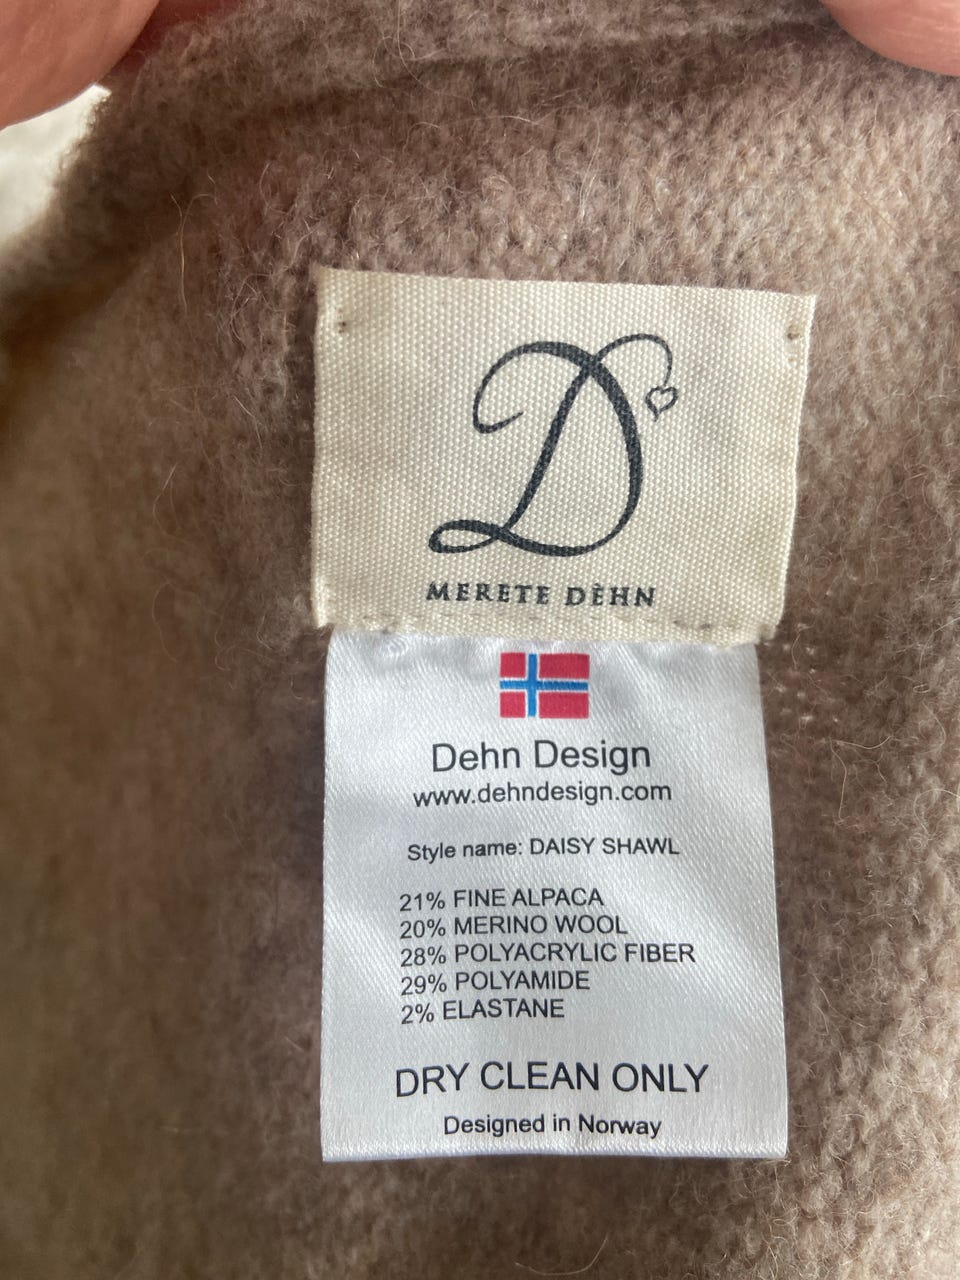 D
MERETE DÈHN
Dehn Design
www.dehndesign.com
Style name: DAISY SHAWL
21% FINE ALPACA
20% MERINO WOOL
28% POLYACRYLIC FIBER
29% POLYAMIDE
2% ELASTANE
DRY CLEAN ONLY
Designed in Norway